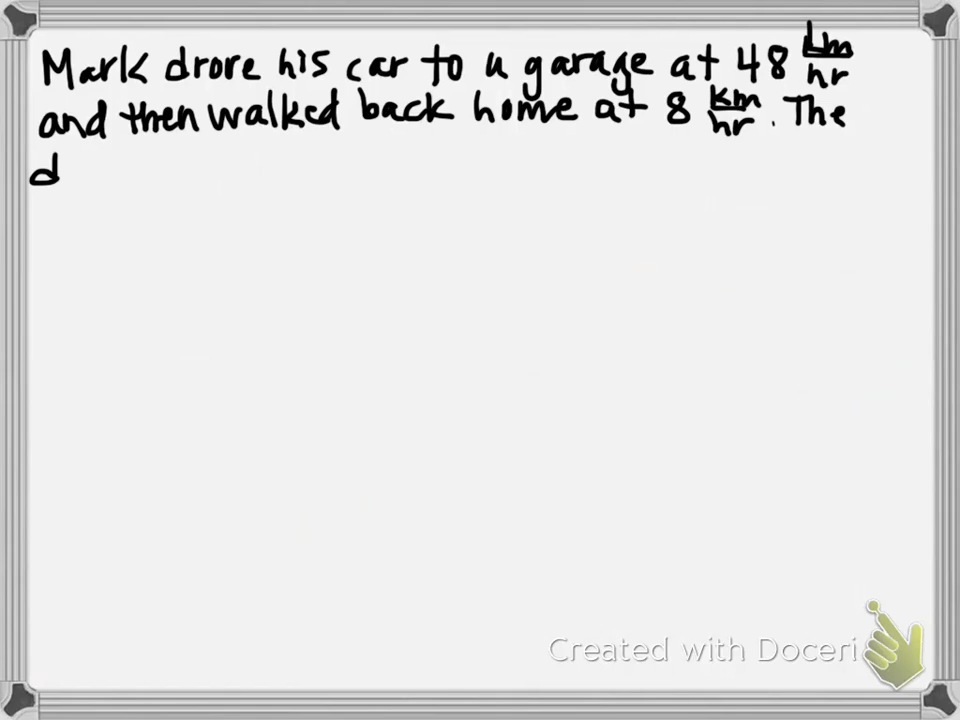 Mark drove his car to a garage at 48 km/hr
and then walked back home at 8 km/hr. The
d
Created with Doceri